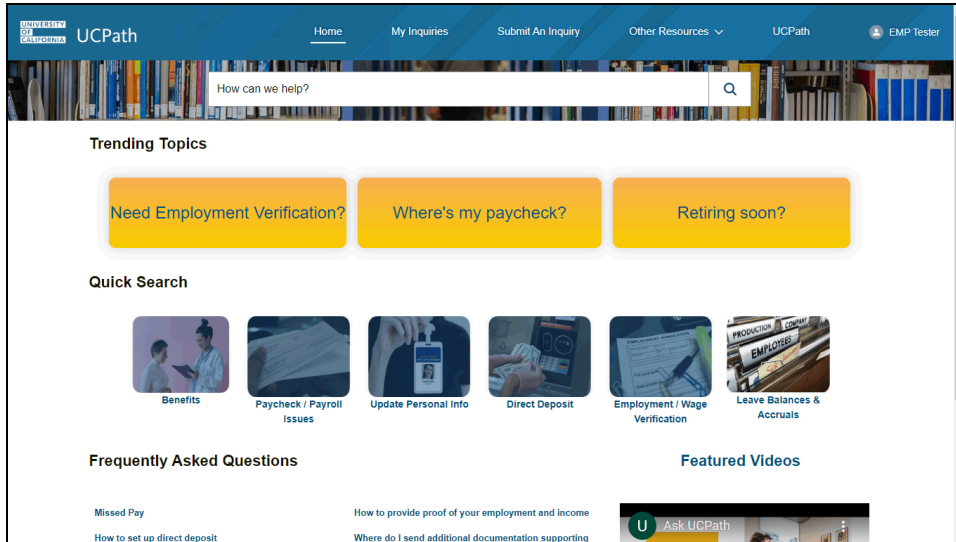 UNIVERSITY
OF
CALIFORNIA
UCPath
Home
My Inquiries
Submit An Inquiry
Other Resources
UCPath
EMP Tester
How can we help?
Trending Topics
Need Employment Verification?
Where's my paycheck?
Retiring soon?
Quick Search
PRODUCTION
COMPANY
EMPLOYEES
Benefits
Paycheck / Payroll
Issues
Update Personal Info
Direct Deposit
Employment / Wage
Verification
Leave Balances &
Accruals
Frequently Asked Questions
Featured Videos
Missed Pay
How to provide proof of your employment and income
U Ask UCPath
How to set up direct deposit
Where do I send additional documentation supporting